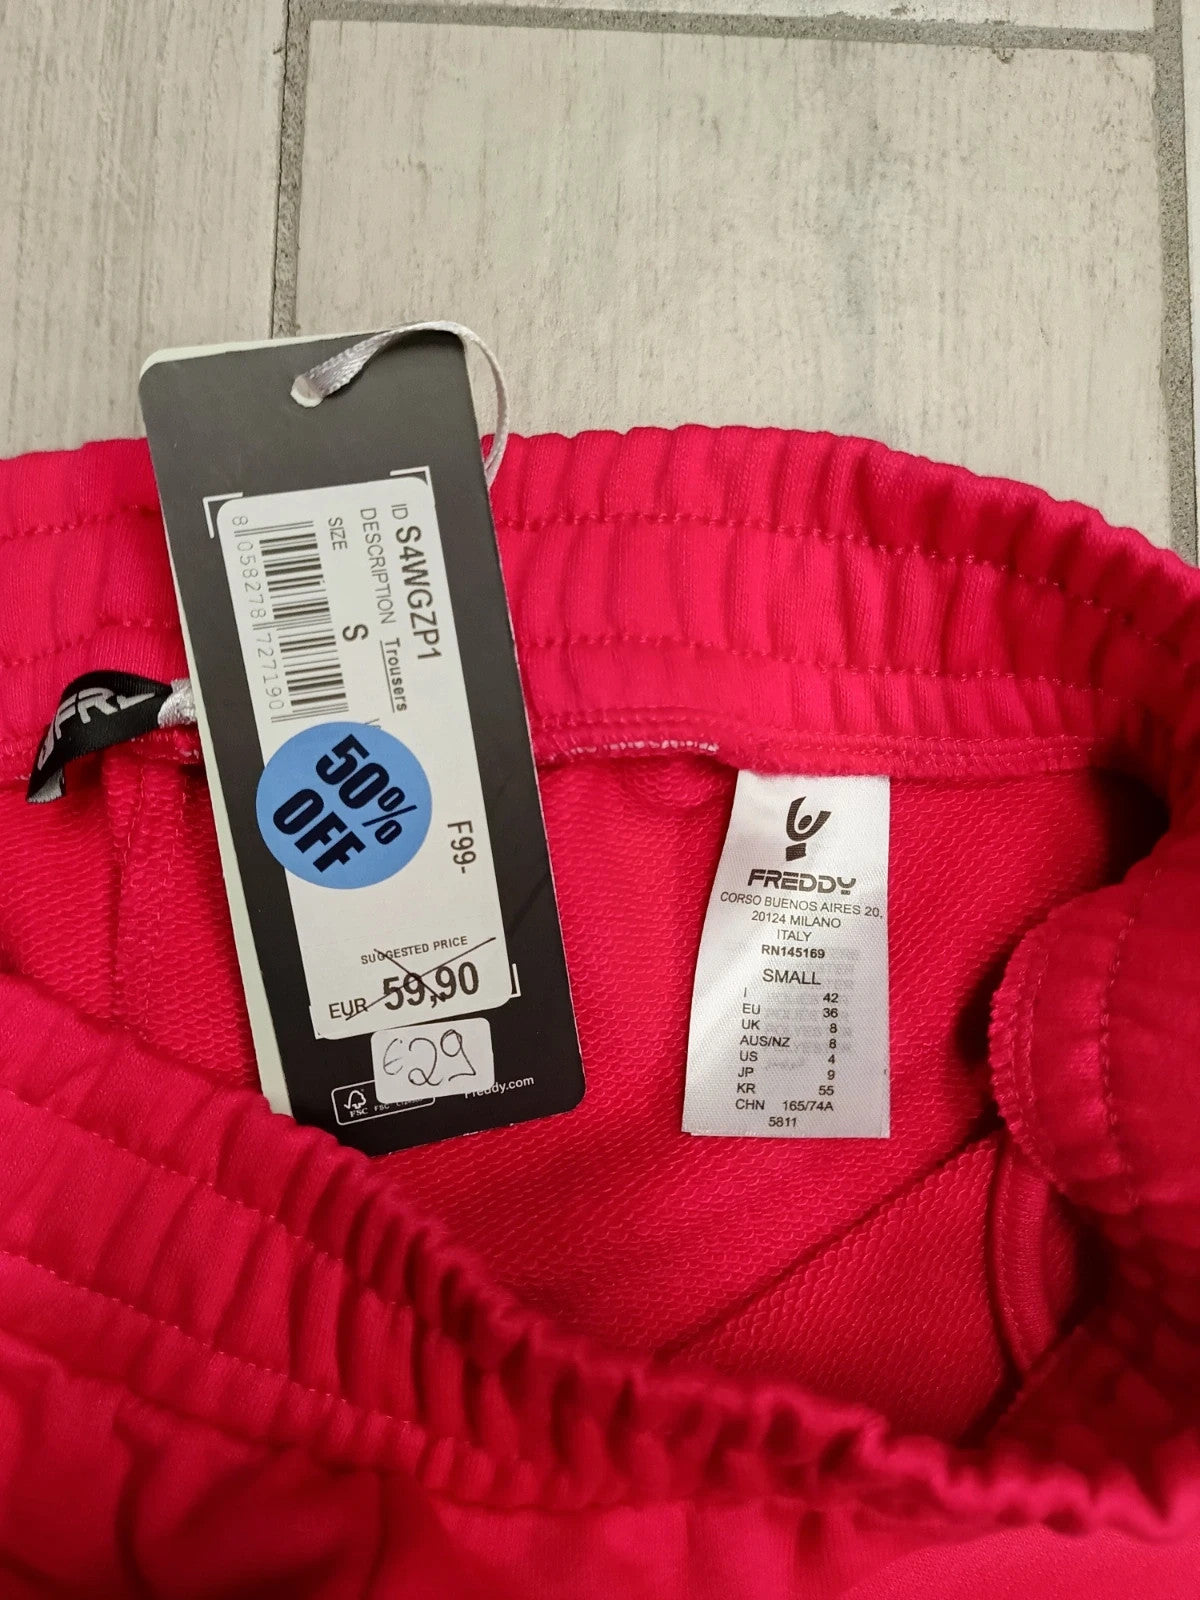 ID S4WGZP1
DESCRIPTION Trousers
SIZE S
8 058278 727190
F99-
50%
OFF
SUGGESTED PRICE
EUR 59,90
€29
FSC FSC
Freddy.com
FREDDY
CORSO BUENOS AIRES 20,
20124 MILANO
ITALY
RN145169
SMALL
I 42
EU 36
UK 8
AUS/NZ 8
US 4
JP 9
KR 55
CHN 165/74A
5811